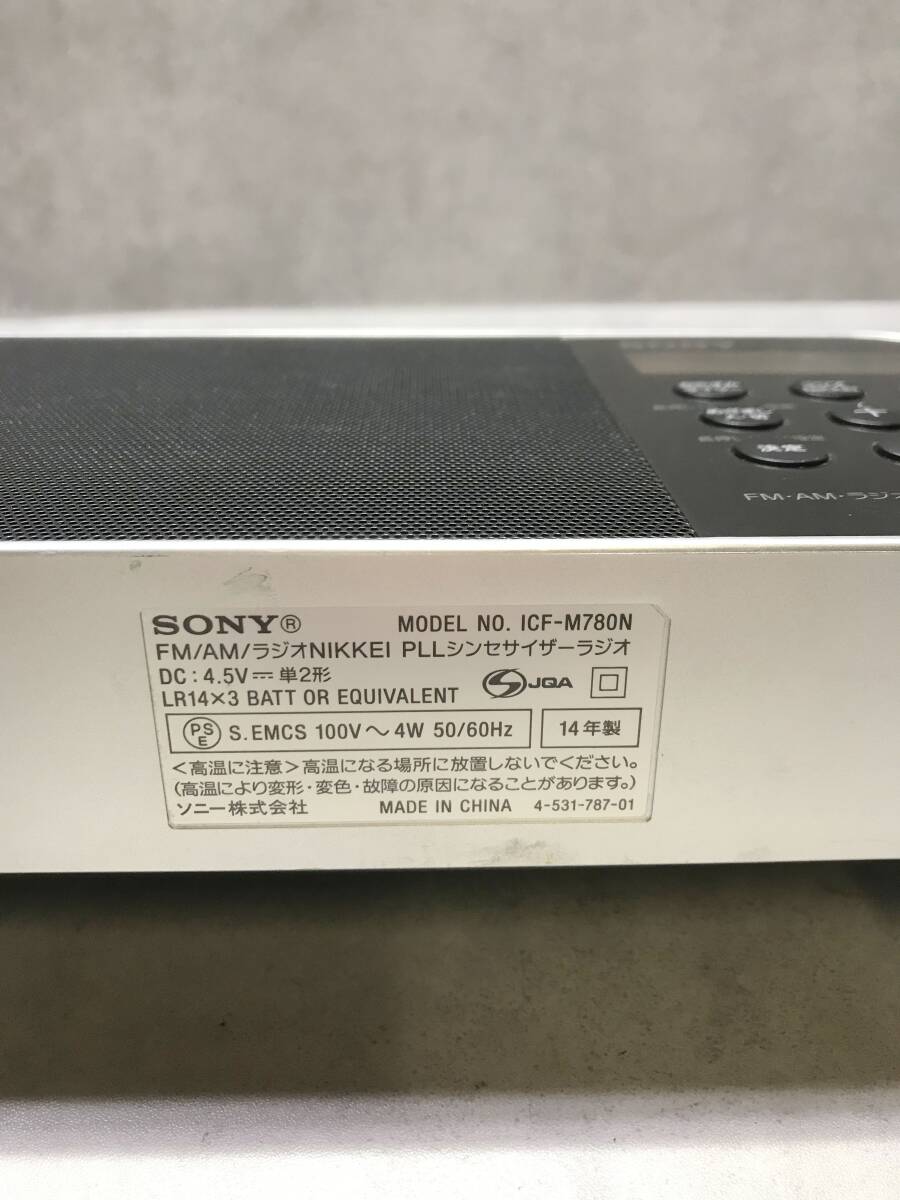 SONY
決定
FM・AM・ラジオ
SONY® MODEL NO. ICF-M780N
FM/AM/ラジオNIKKEI PLLシンセサイザーラジオ
DC : 4.5V⎓ 単2形
LR14×3 BATT OR EQUIVALENT JQA
PSE S.EMCS 100V〜 4W 50/60Hz 14年製
<高温に注意>高温になる場所に放置しないでください。
(高温により変形・変色・故障の原因になることがあります。)
ソニー株式会社 MADE IN CHINA 4-531-787-01